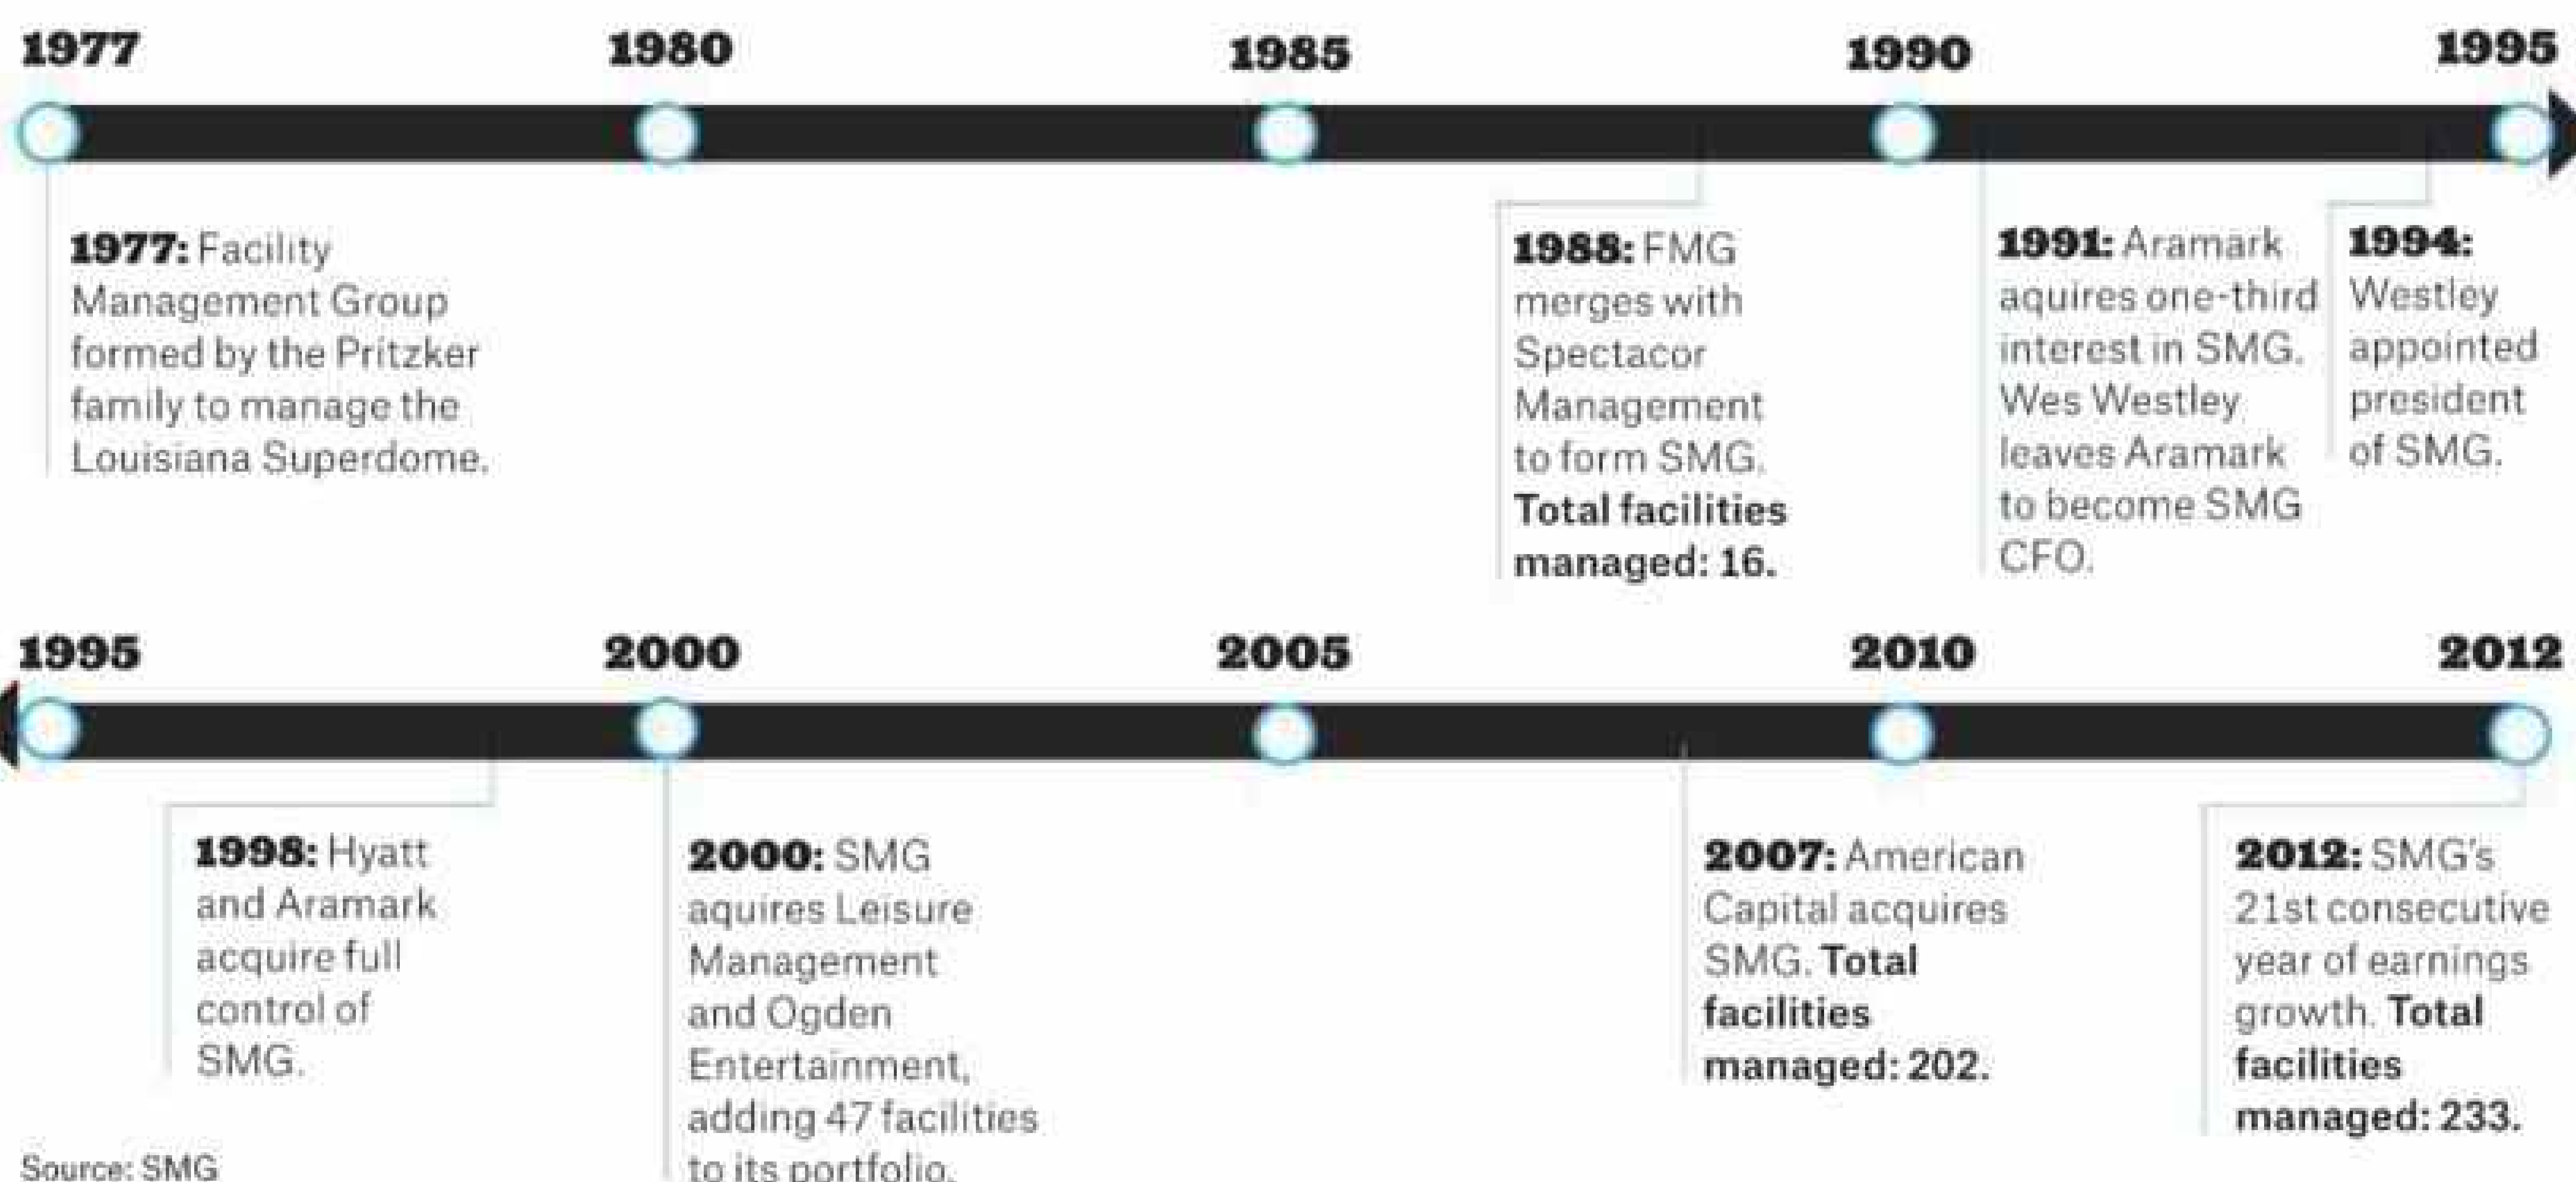 1977 1980 1985 1990 1995
1977: Facility
Management Group
formed by the Pritzker
family to manage the
Louisiana Superdome.
1988: FMG
merges with
Spectacor
Management
to form SMG.
Total facilities
managed: 16.
1991: Aramark
aquires one-third
interest in SMG.
Wes Westley
leaves Aramark
to become SMG
CFO.
1994:
Westley
appointed
president
of SMG.
1995 2000 2005 2010 2012
1998: Hyatt
and Aramark
acquire full
control of
SMG.
2000: SMG
aquires Leisure
Management
and Ogden
Entertainment,
adding 47 facilities
to its portfolio.
2007: American
Capital acquires
SMG. Total
facilities
managed: 202.
2012: SMG's
21st consecutive
year of earnings
growth. Total
facilities
managed: 233.
Source: SMG